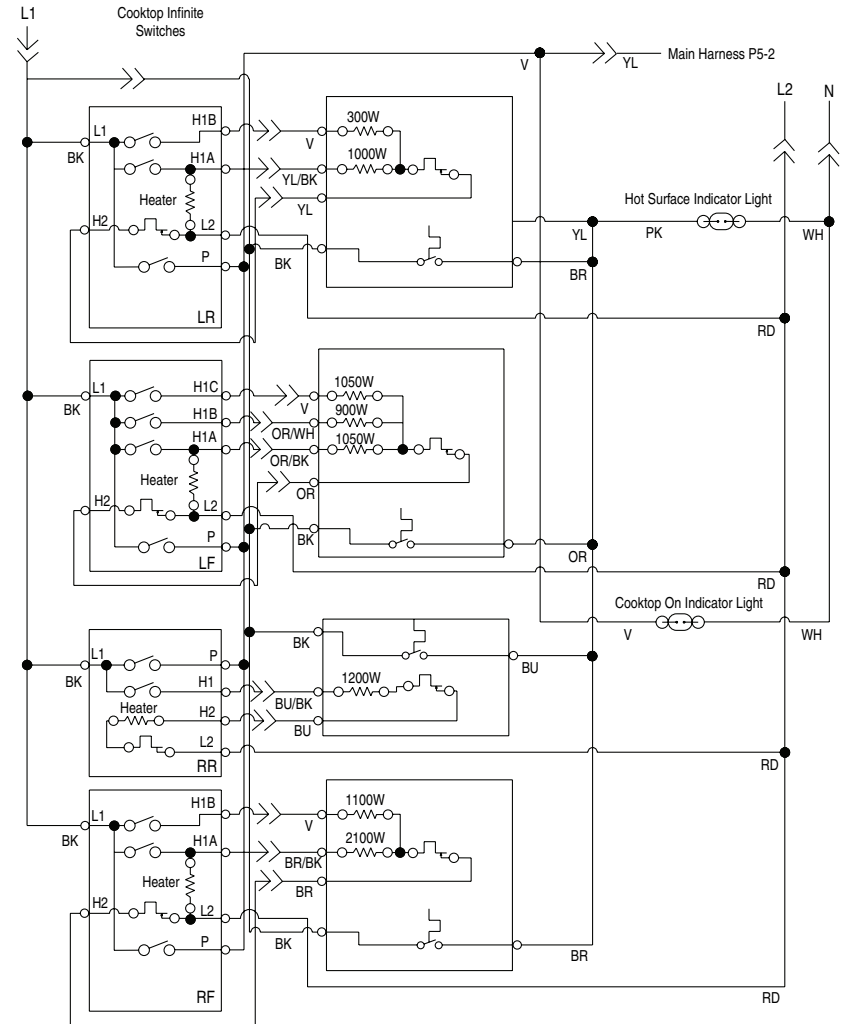 L1
Cooktop Infinite
Switches
V
YL
Main Harness P5-2
L2
N
L1
BK
H1B
V
300W
H1A
YL/BK
1000W
Heater
YL
H2
L2
Hot Surface Indicator Light
YL
PK
WH
P
BK
BR
LR
RD
L1
BK
H1C
V
1050W
H1B
OR/WH
900W
H1A
OR/BK
1050W
Heater
OR
H2
L2
P
BK
OR
LF
RD
Cooktop On Indicator Light
V
WH
BK
BU
L1
BK
P
H1
BU/BK
1200W
Heater
H2
BU
L2
RR
RD
L1
BK
H1B
V
1100W
H1A
BR/BK
2100W
Heater
BR
H2
L2
P
BK
BR
RF
RD